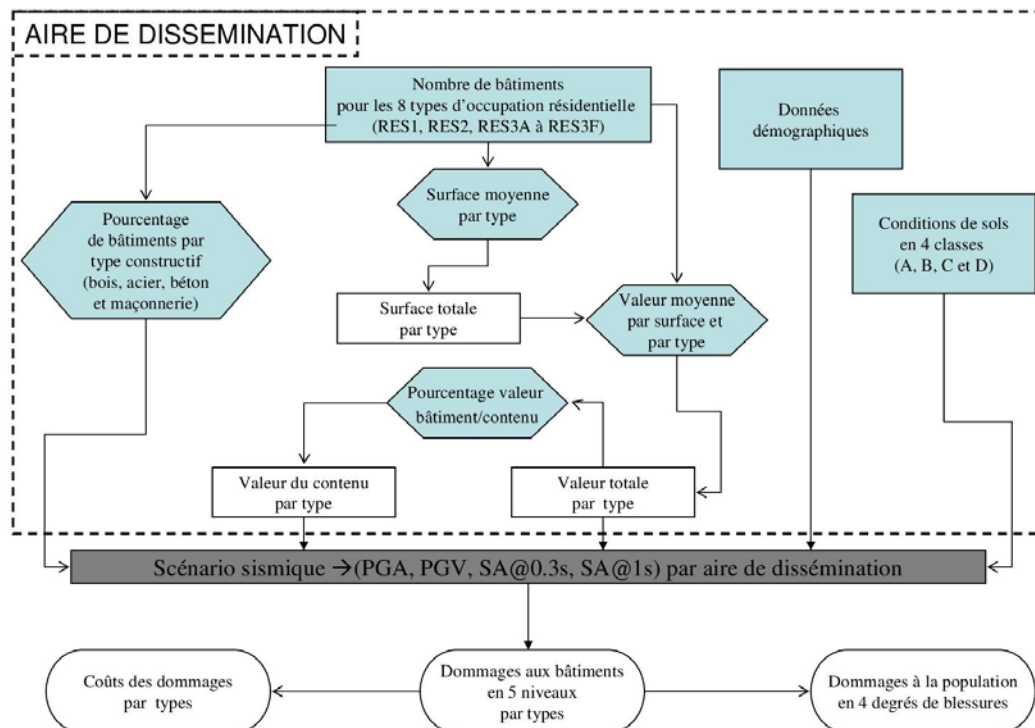 AIRE DE DISSEMINATION
Nombre de bâtiments
pour les 8 types d'occupation résidentielle
(RES1, RES2, RES3A à RES3F)
Données
démographiques
Surface moyenne
par type
Pourcentage
de bâtiments par
type constructif
(bois, acier, béton
et maçonnerie)
Conditions de sols
en 4 classes
(A, B, C et D)
Surface totale
par type
Valeur moyenne
par surface et
par type
Pourcentage valeur
bâtiment/contenu
Valeur du contenu
par type
Valeur totale
par type
Scénario sismique →(PGA, PGV, SA@0.3s, SA@1s) par aire de dissémination
Coûts des dommages
par types
Dommages aux bâtiments
en 5 niveaux
par types
Dommages à la population
en 4 degrés de blessures